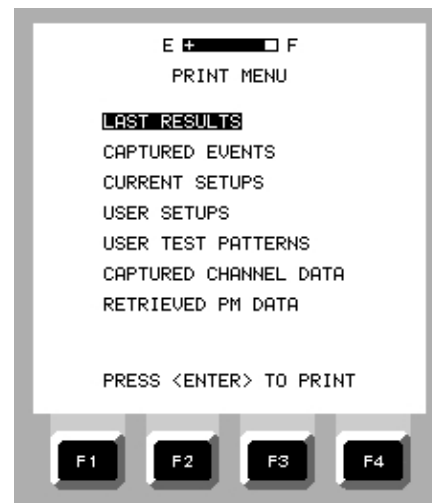 E + F
PRINT MENU
LAST RESULTS
CAPTURED EVENTS
CURRENT SETUPS
USER SETUPS
USER TEST PATTERNS
CAPTURED CHANNEL DATA
RETRIEVED PM DATA
PRESS <ENTER> TO PRINT
F1 F2 F3 F4